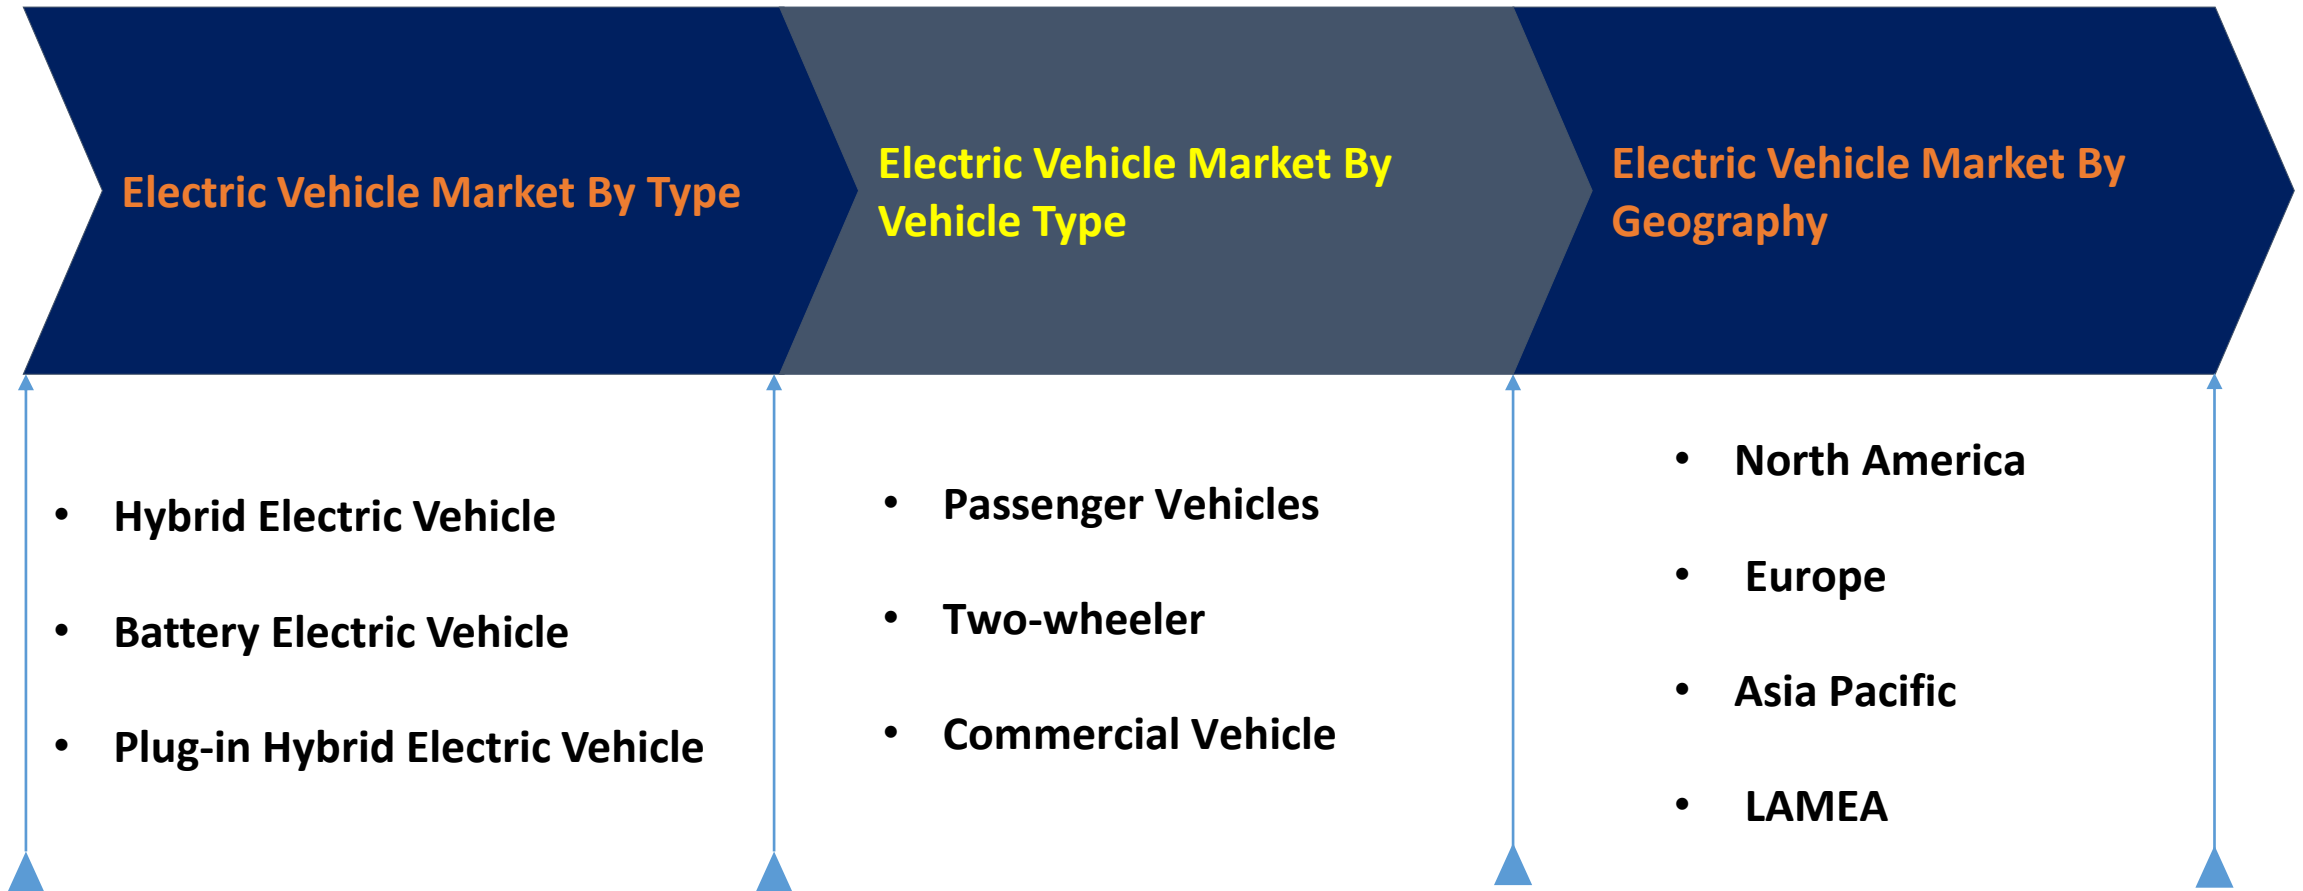 Electric Vehicle Market By Type
Electric Vehicle Market By
Vehicle Type
Electric Vehicle Market By
Geography
• Hybrid Electric Vehicle
• Battery Electric Vehicle
• Plug-in Hybrid Electric Vehicle
• Passenger Vehicles
• Two-wheeler
• Commercial Vehicle
• North America
• Europe
• Asia Pacific
• LAMEA